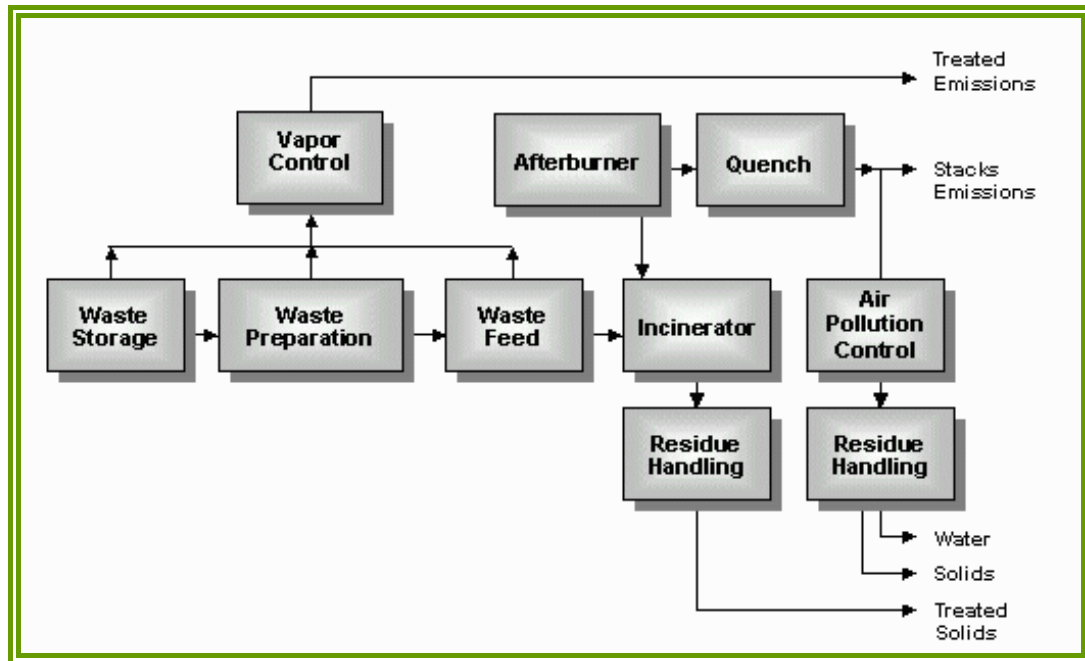 Treated
Emissions
Vapor
Control
Afterburner
Quench
Stacks
Emissions
Waste
Storage
Waste
Preparation
Waste
Feed
Incinerator
Air
Pollution
Control
Residue
Handling
Residue
Handling
Water
Solids
Treated
Solids